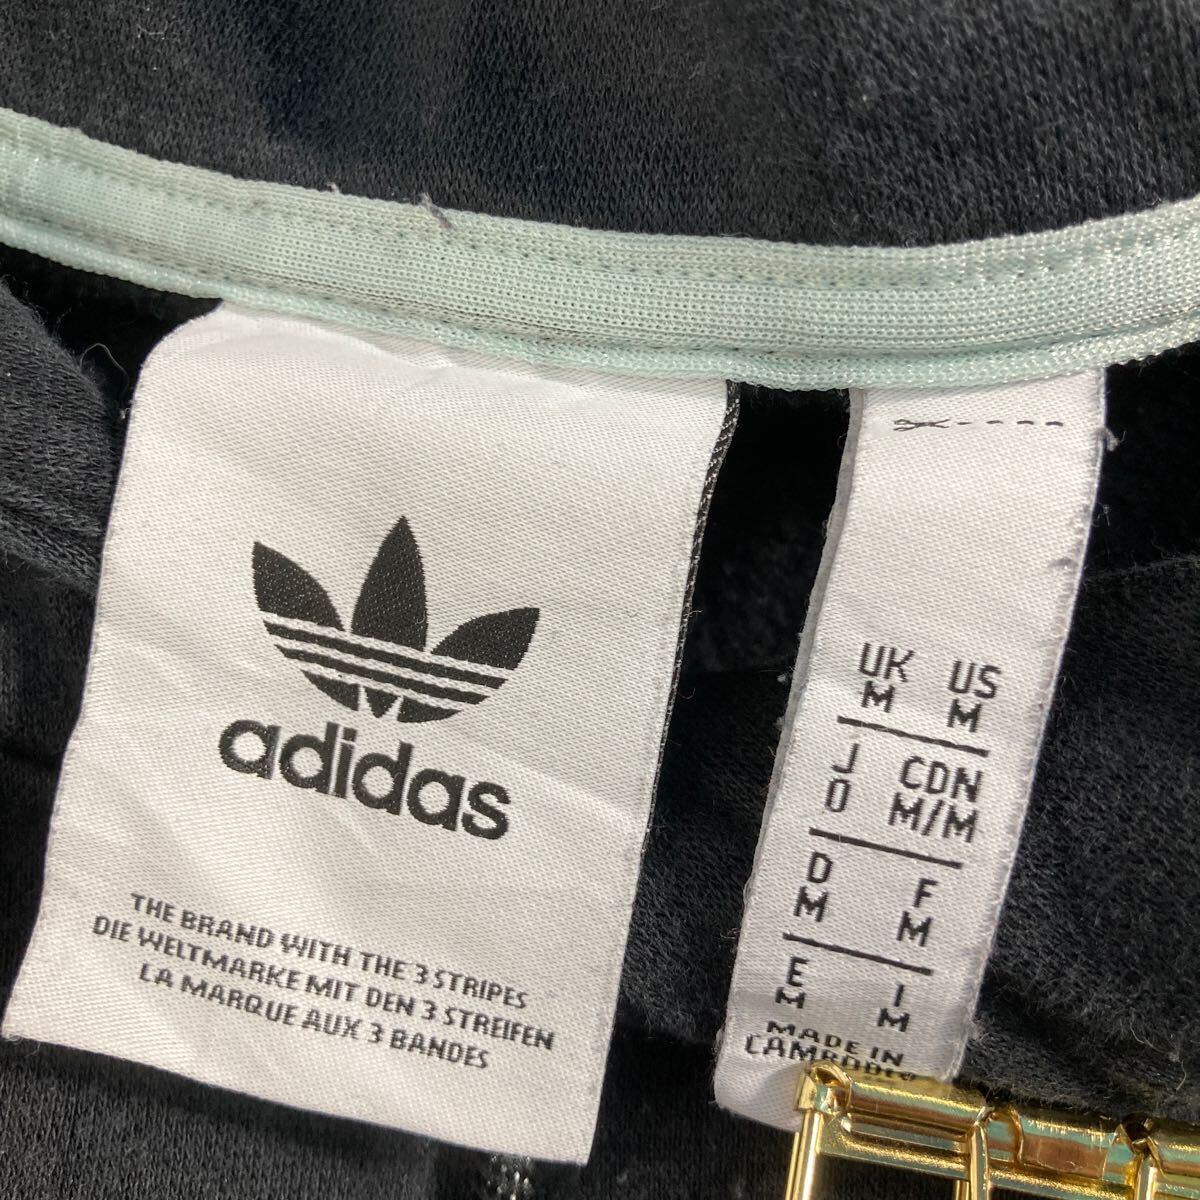 adidas
THE BRAND WITH THE 3 STRIPES
DIE WELTMARKE MIT DEN 3 STREIFEN
LA MARQUE AUX 3 BANDES
UK US
M M
J CDN
O M/M
D F
M M
E I
M M
MADE IN
CAMBODIA